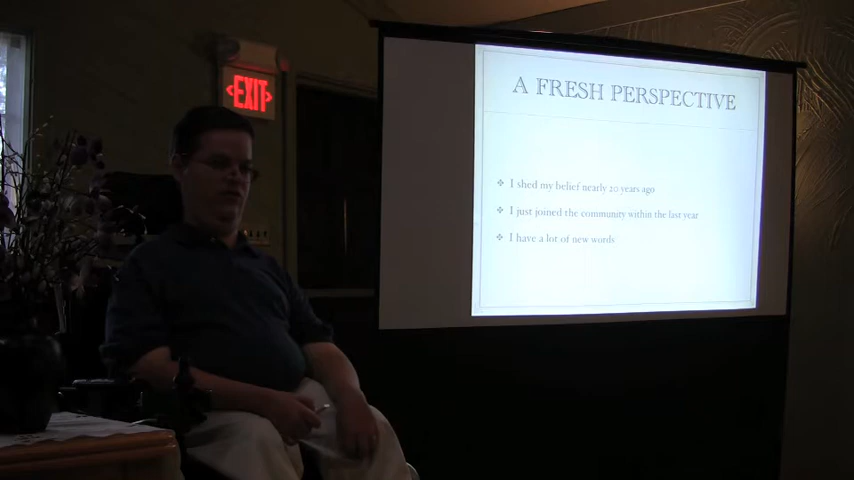 EXIT
A FRESH PERSPECTIVE
I shed my belief nearly 20 years ago
I just joined the community within the last year
I have a lot of new words